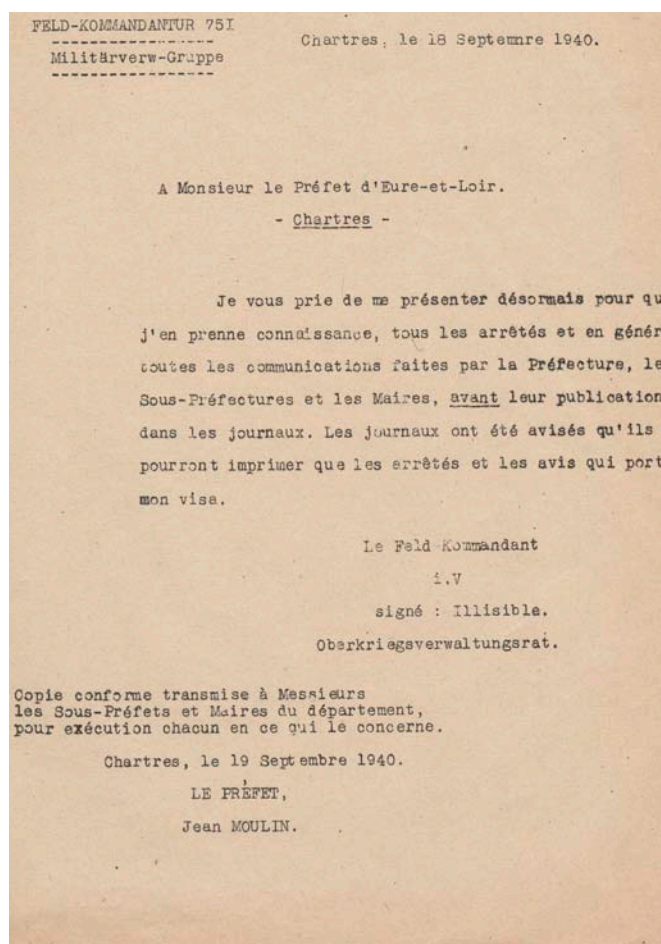 FELD-KOMMANDANTUR 75I
Chartres, le 18 Septemnre 1940.
Militärverw-Gruppe
A Monsieur le Préfet d'Eure-et-Loir.
- Chartres -
Je vous prie de me présenter désormais pour qu
j'en prenne connaissance, tous les arrêtés et en génér
toutes les communications faites par la Préfecture, le
Sous-Préfectures et les Maires, avant leur publication
dans les journaux. Les journaux ont été avisés qu'ils
pourront imprimer que les arrêtés et les avis qui port
mon visa.
Le Feld Kommandant
i.V
signé : Illisible.
Oberkriegsverwaltungsrat.
Copie conforme transmise à Messieurs
les Sous-Préfets et Maires du département,
pour exécution chacun en ce qui le concerne.
Chartres, le 19 Septembre 1940.
LE PRÉFET,
Jean MOULIN.